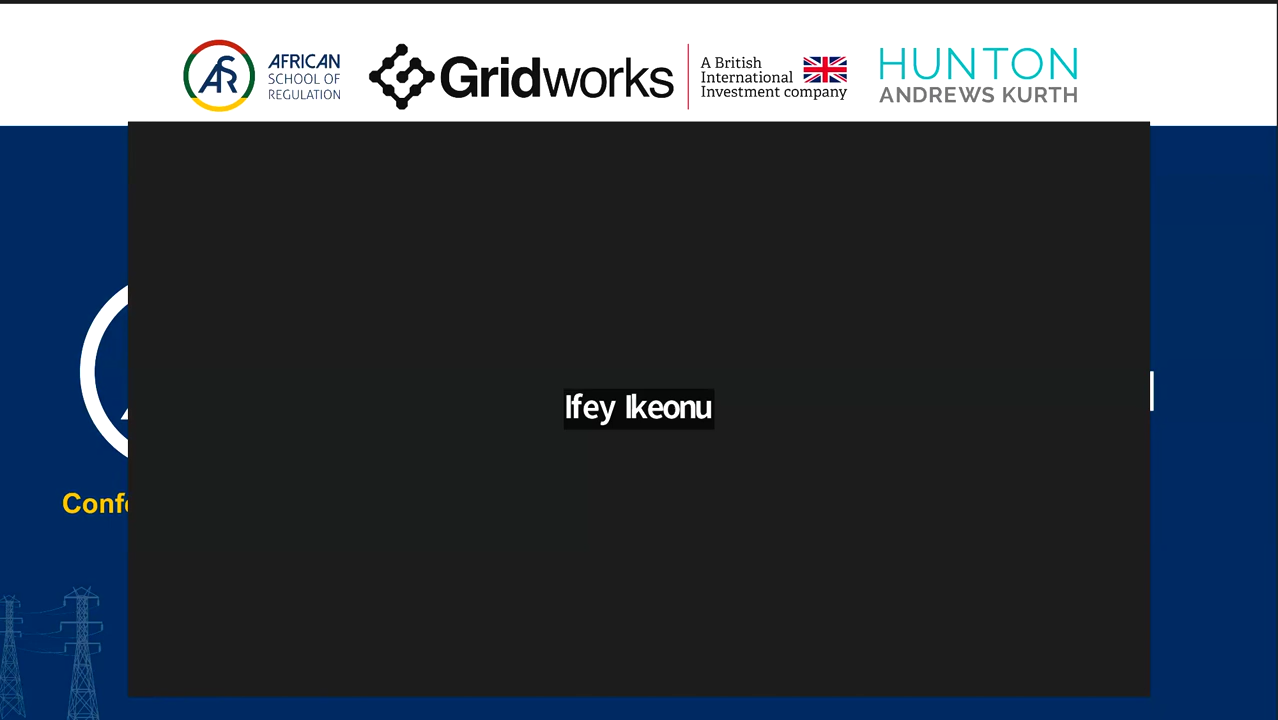 AFRICAN
SCHOOL OF
REGULATION
Gridworks
A British
International
Investment company
HUNTON
ANDREWS KURTH
Ifey Ikeonu